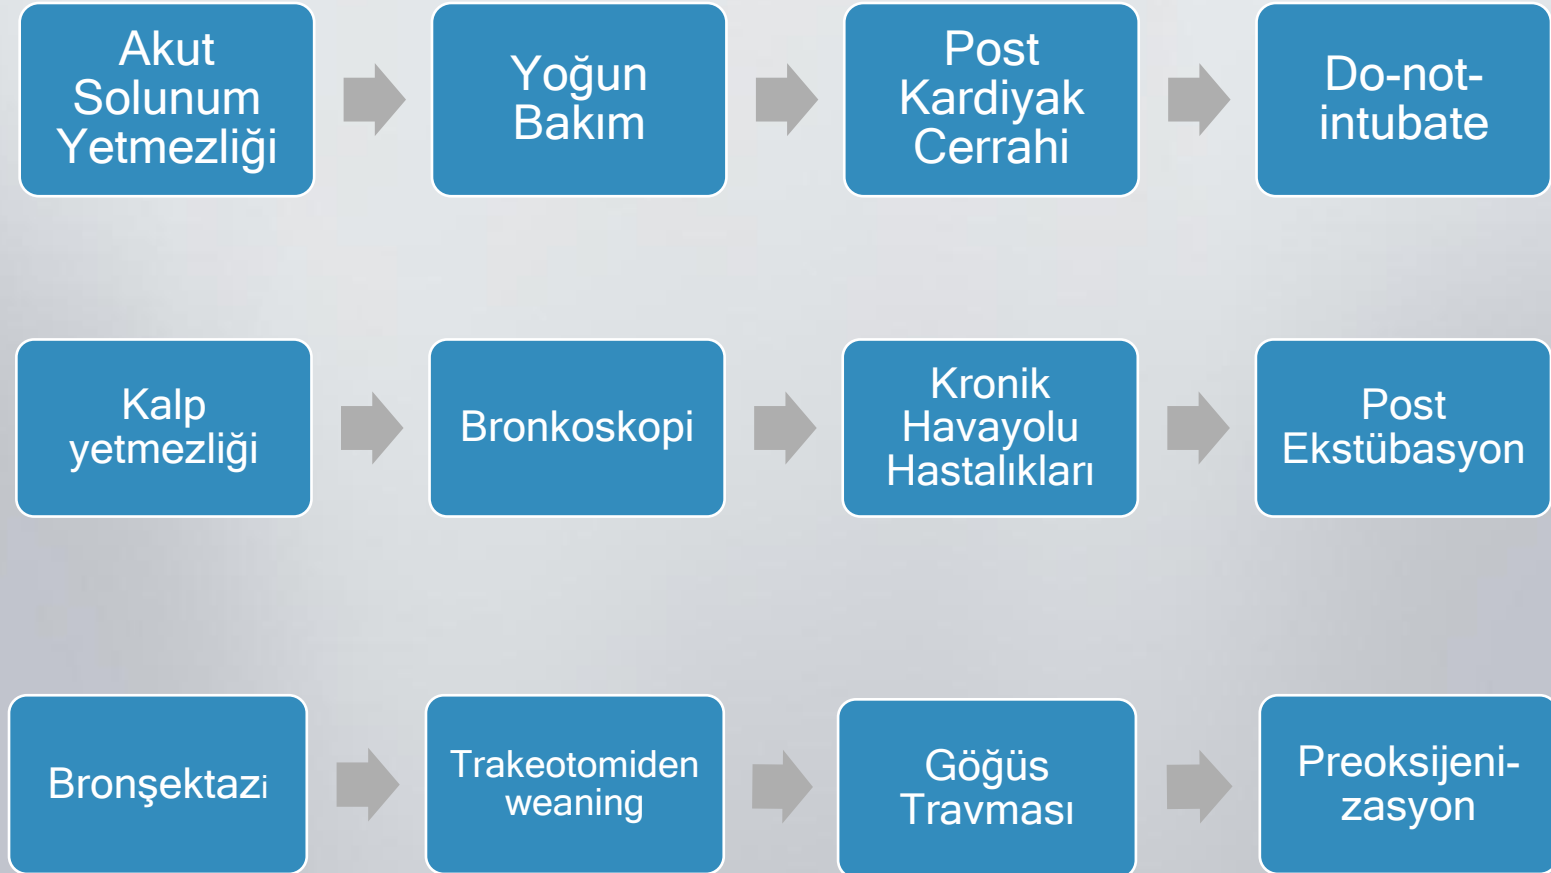 Akut
Solunum
Yetmezliği
Yoğun
Bakım
Post
Kardiyak
Cerrahi
Do-not-
intubate
Kalp
yetmezliği
Bronkoskopi
Kronik
Havayolu
Hastalıkları
Post
Ekstübasyon
Bronşektazi
Trakeotomiden
weaning
Göğüs
Travması
Preoksijeni-
zasyon